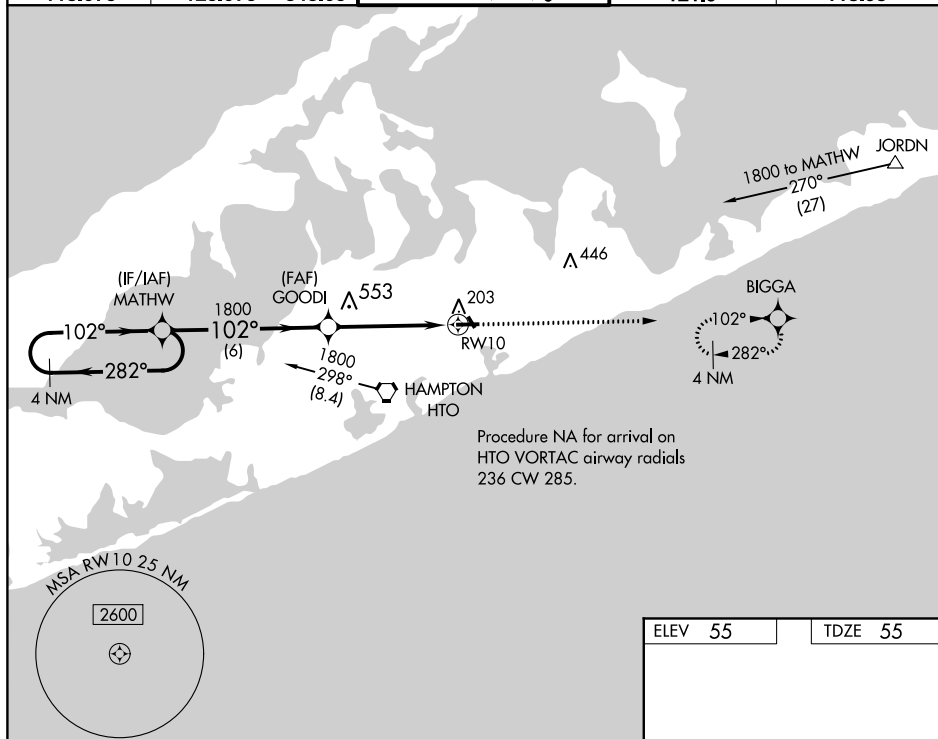 JORDN
1800 to MATHW
270°
(27)
446
(IF/IAF)
MATHW
(FAF)
GOODI
553
203
BIGGA
102°
1800
102°
(6)
RW10
102°
282°
282°
4 NM
4 NM
1800
298°
(8.4)
HAMPTON
HTO
Procedure NA for arrival on
HTO VORTAC airway radials
236 CW 285.
MSA RW10 25 NM
2600
ELEV 55
TDZE 55